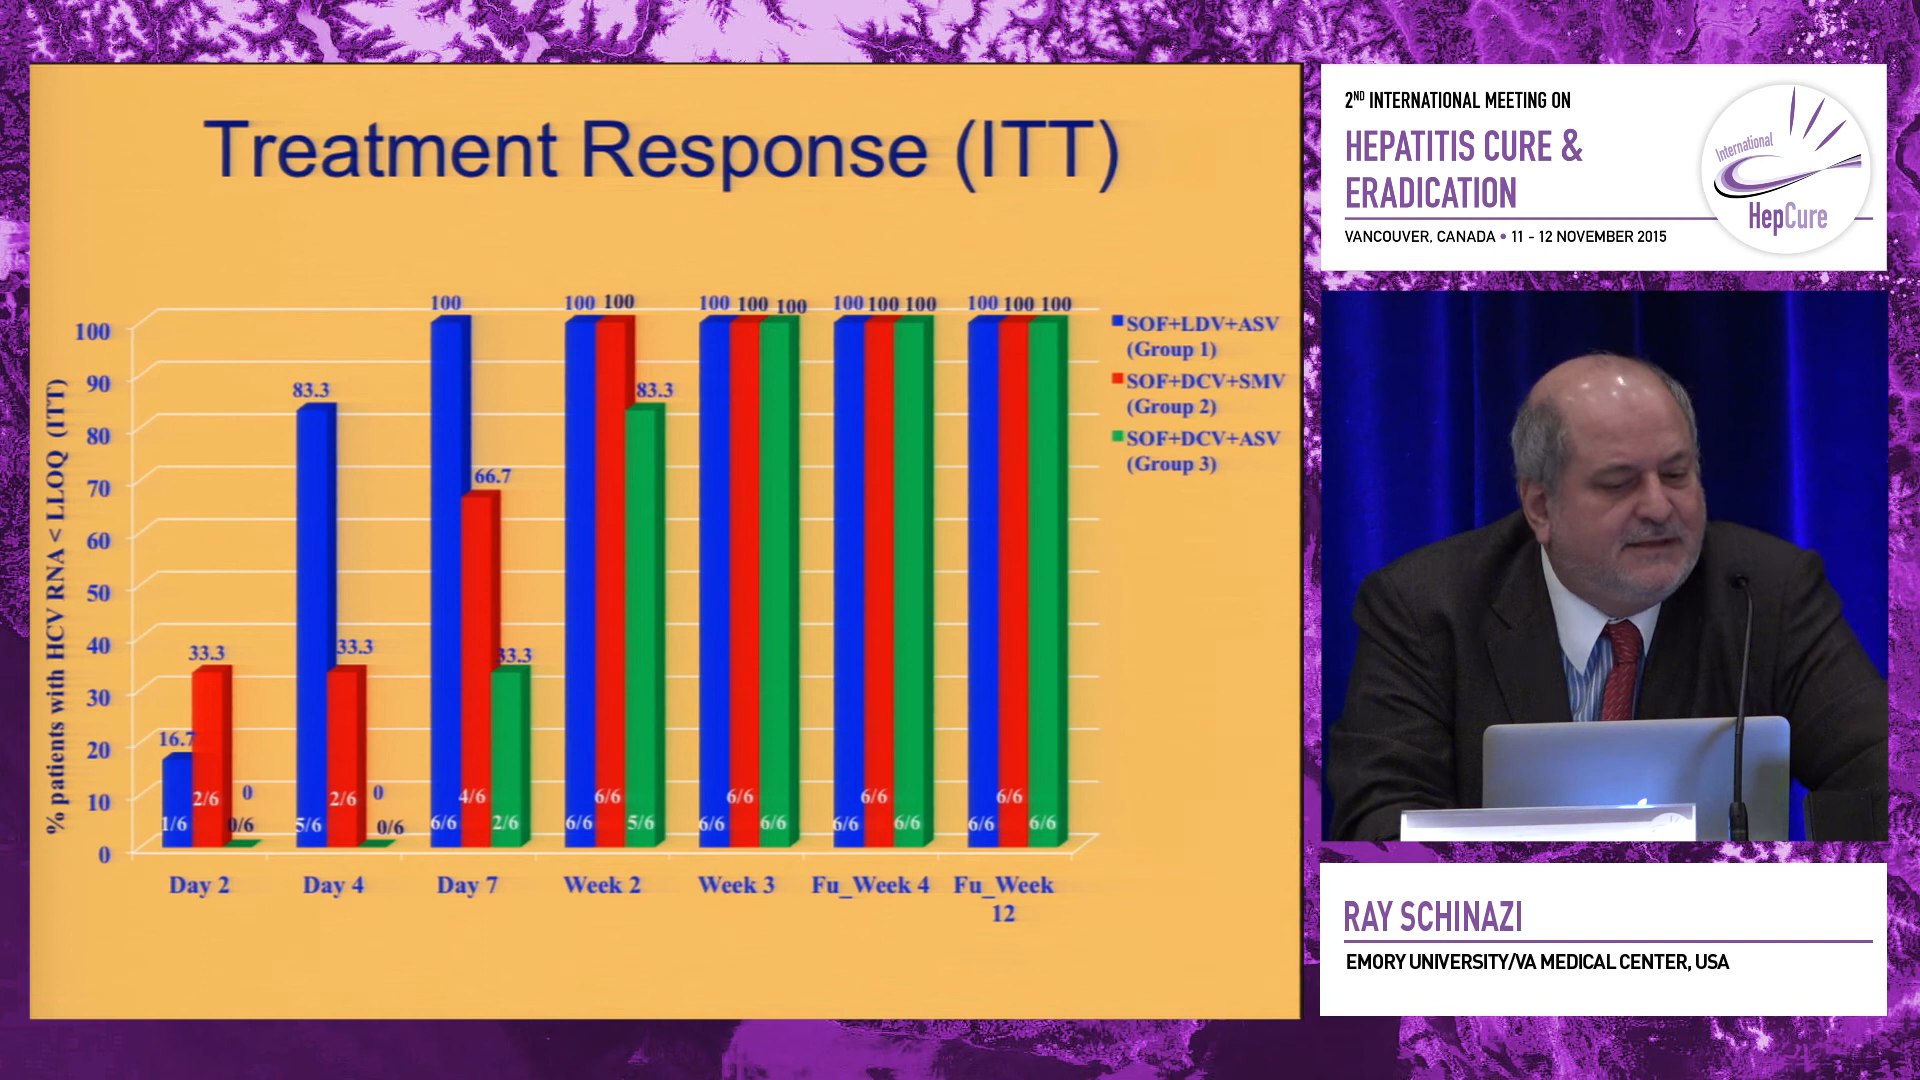 Treatment Response (ITT)
% patients with HCV RNA < LLOQ (ITT)
100
90
80
70
60
50
40
30
20
10
0
16.7
33.3
0
1/6
2/6
0/6
83.3
33.3
0
5/6
2/6
0/6
100
66.7
33.3
6/6
4/6
2/6
100
100
83.3
6/6
6/6
5/6
100
100
100
6/6
6/6
6/6
100
100
100
6/6
6/6
6/6
100
100
100
6/6
6/6
6/6
Day 2
Day 4
Day 7
Week 2
Week 3
Fu_Week 4
Fu_Week
12
SOF+LDV+ASV
(Group 1)
SOF+DCV+SMV
(Group 2)
SOF+DCV+ASV
(Group 3)
2ND INTERNATIONAL MEETING ON
HEPATITIS CURE &
ERADICATION
VANCOUVER, CANADA • 11 - 12 NOVEMBER 2015
International
HepCure
RAY SCHINAZI
EMORY UNIVERSITY/VA MEDICAL CENTER, USA